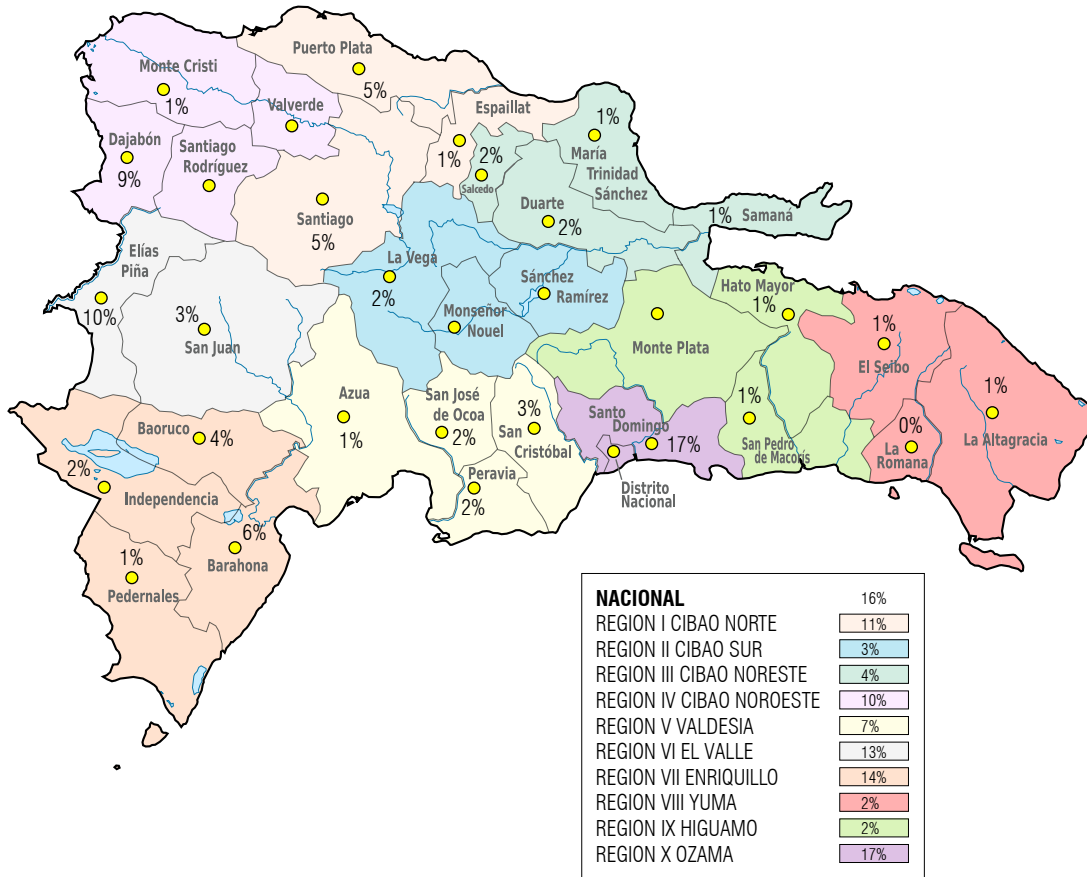 Puerto Plata
5%
Monte Cristi
1%
Valverde
Espaillat
1%
1%
María
Trinidad
Sánchez
Dajabón
9%
Santiago
Rodríguez
2%
Salcedo
Duarte
2%
Santiago
5%
1%
Samaná
Elías
Piña
10%
La Vega
2%
Sánchez
Ramírez
Hato Mayor
1%
3%
San Juan
Monseñor
Nouel
Monte Plata
1%
El Seibo
Azua
1%
San José
de Ocoa
2%
3%
San
Cristóbal
Santo
Domingo
17%
1%
San Pedro
de Macorís
0%
La
Romana
1%
La Altagracia
Baoruco
4%
2%
Independencia
Peravia
2%
Distrito
Nacional
6%
Barahona
1%
Pedernales
NACIONAL 16%
REGION I CIBAO NORTE 11%
REGION II CIBAO SUR 3%
REGION III CIBAO NORESTE 4%
REGION IV CIBAO NOROESTE 10%
REGION V VALDESIA 7%
REGION VI EL VALLE 13%
REGION VII ENRIQUILLO 14%
REGION VIII YUMA 2%
REGION IX HIGUAMO 2%
REGION X OZAMA 17%